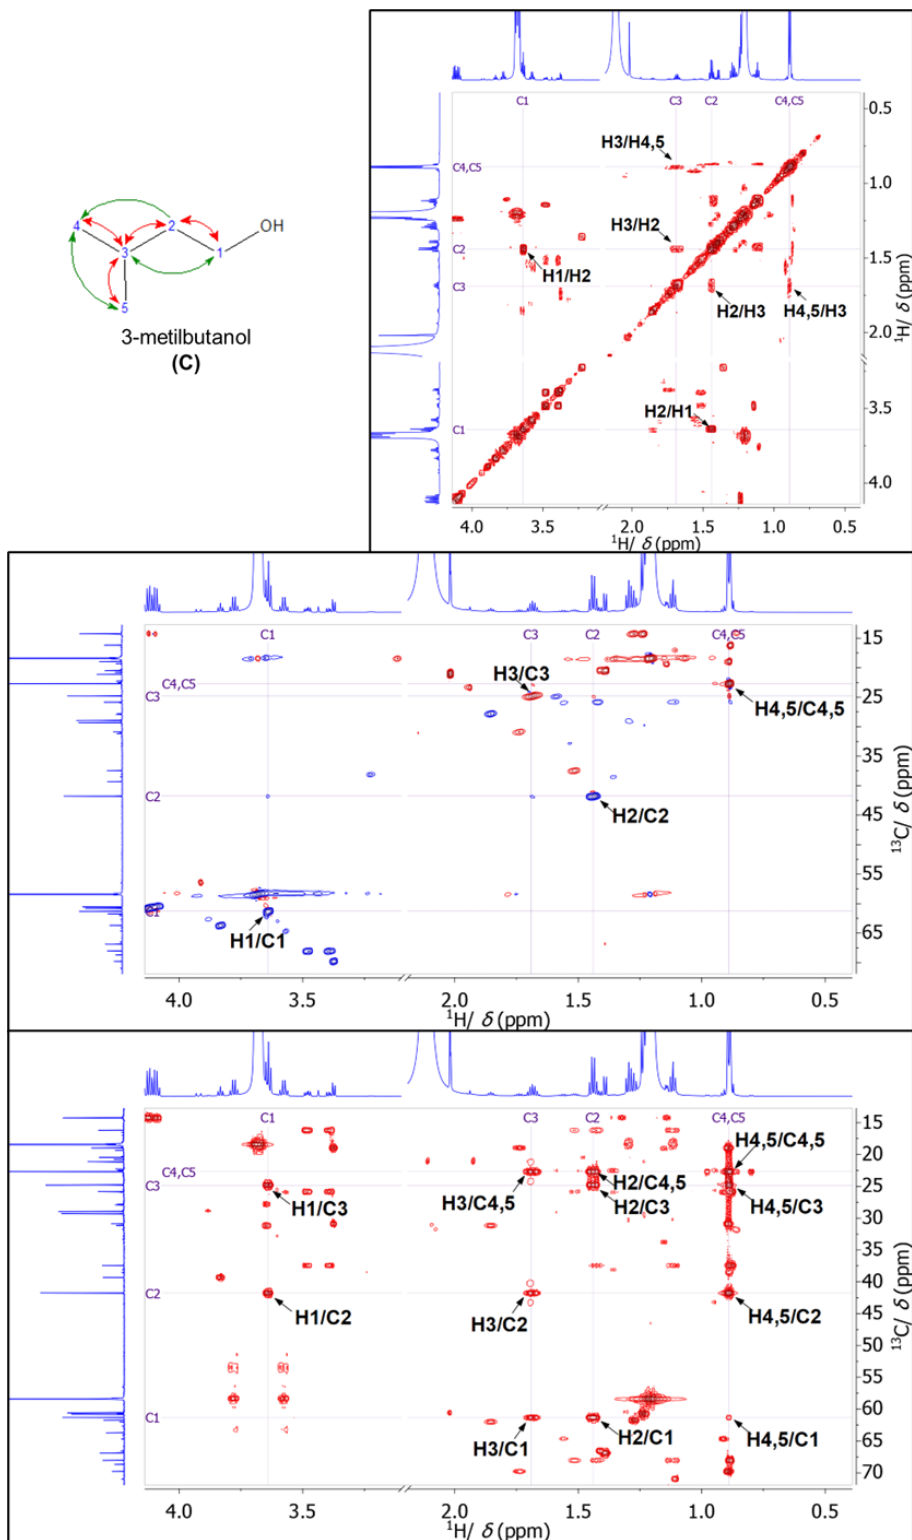 OH
4
2
3
1
5
3-metilbutanol
(C)
C1
C3
C2
C4,C5
0.5
H3/H4,5
C4,C5
1.0
H3/H2
C2
H1/H2
1.5
C3
H2/H3
H4,5/H3
2.0
¹H/ δ (ppm)
H2/H1
3.5
C1
4.0
4.0
3.5
2.0
1.5
1.0
0.5
¹H/ δ (ppm)
C1
C3
C2
C4,C5
15
H3/C3
C4,C5
C3
25
H4,5/C4,5
35
C2
H2/C2
45
¹³C/ δ (ppm)
55
C1
H1/C1
65
4.0
3.5
2.0
1.5
1.0
0.5
¹H/ δ (ppm)
C1
C3
C2
C4,C5
15
H4,5/C4,5
20
C4,C5
H2/C4,5
H3/C4,5
C3
25
H1/C3
H2/C3
H4,5/C3
30
35
40
C2
H1/C2
H3/C2
H4,5/C2
45
50
¹³C/ δ (ppm)
55
60
C1
H3/C1
H2/C1
H4,5/C1
65
70
4.0
3.5
2.0
1.5
1.0
0.5
¹H/ δ (ppm)